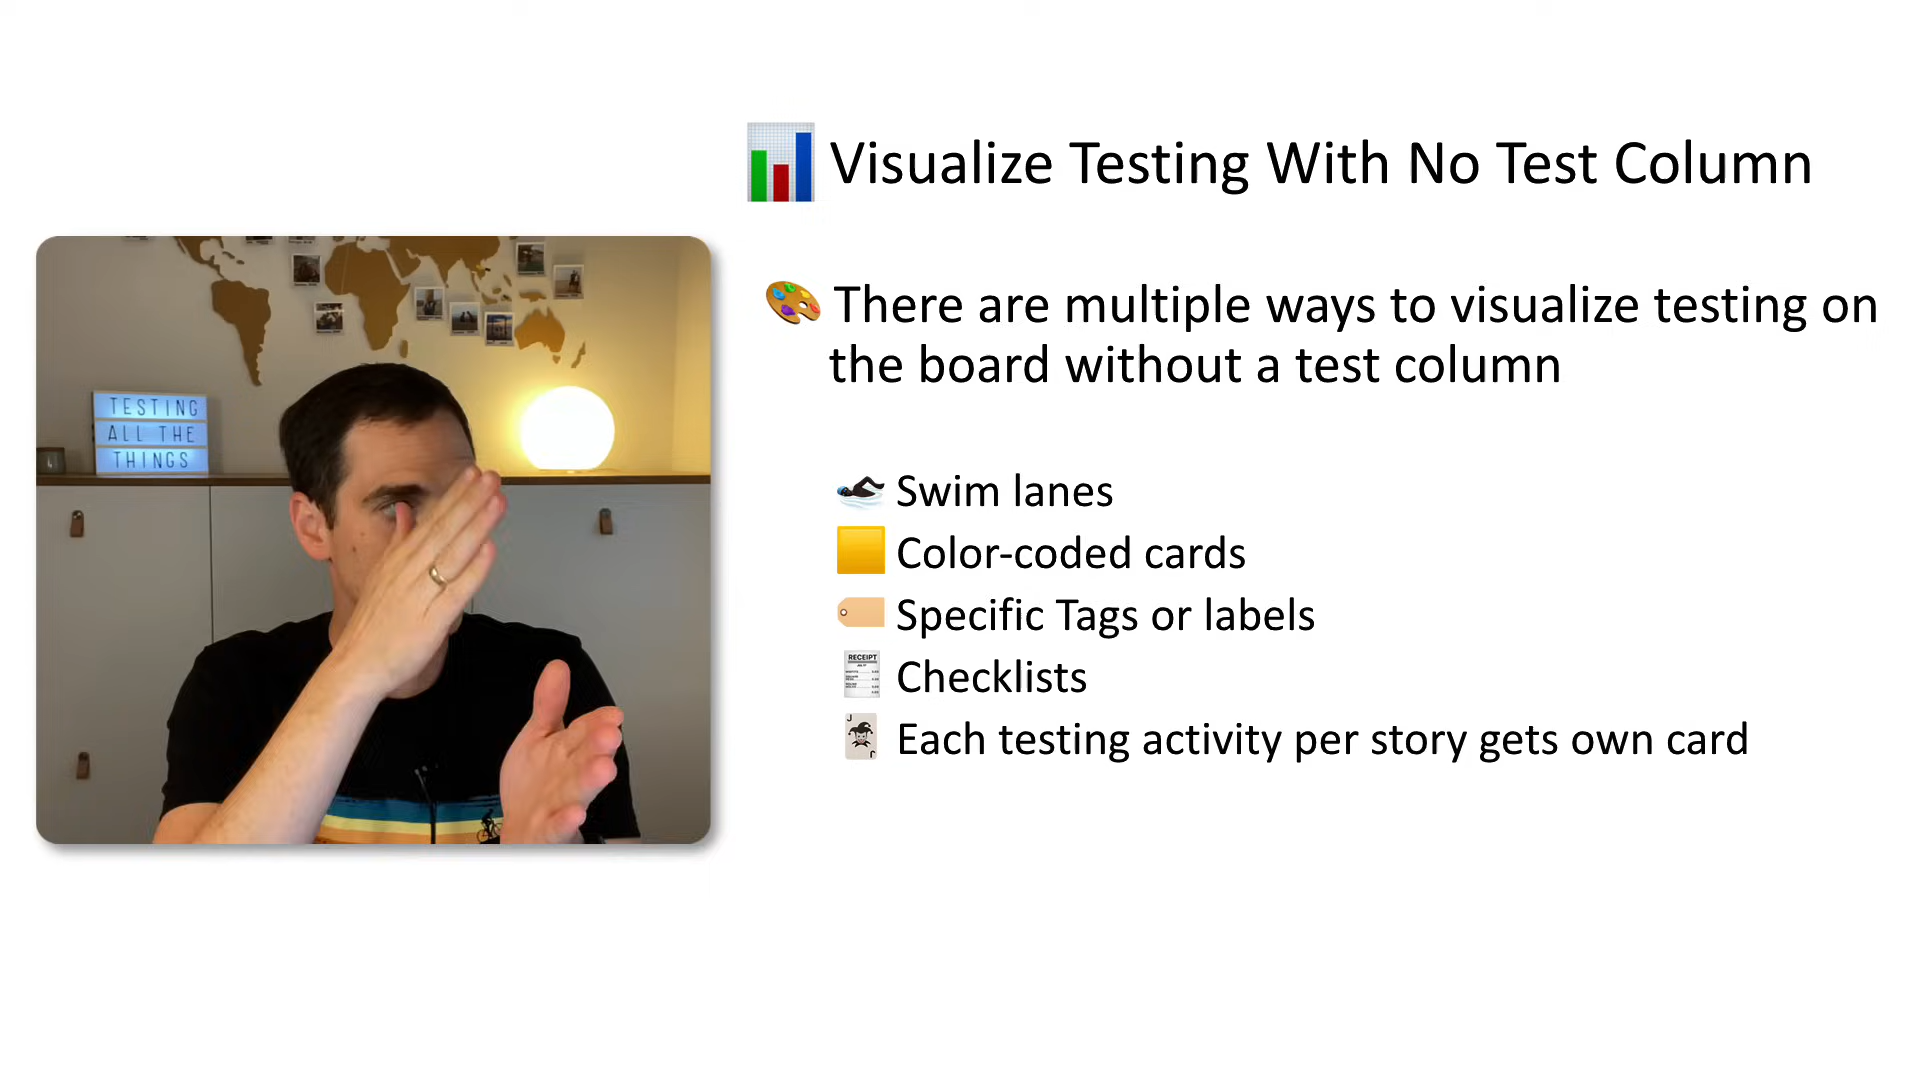 Visualize Testing With No Test Column
There are multiple ways to visualize testing on
the board without a test column
TESTING
ALL THE
THINGS
Swim lanes
Color-coded cards
Specific Tags or labels
RECEIPT
Checklists
J
Each testing activity per story gets own card
J